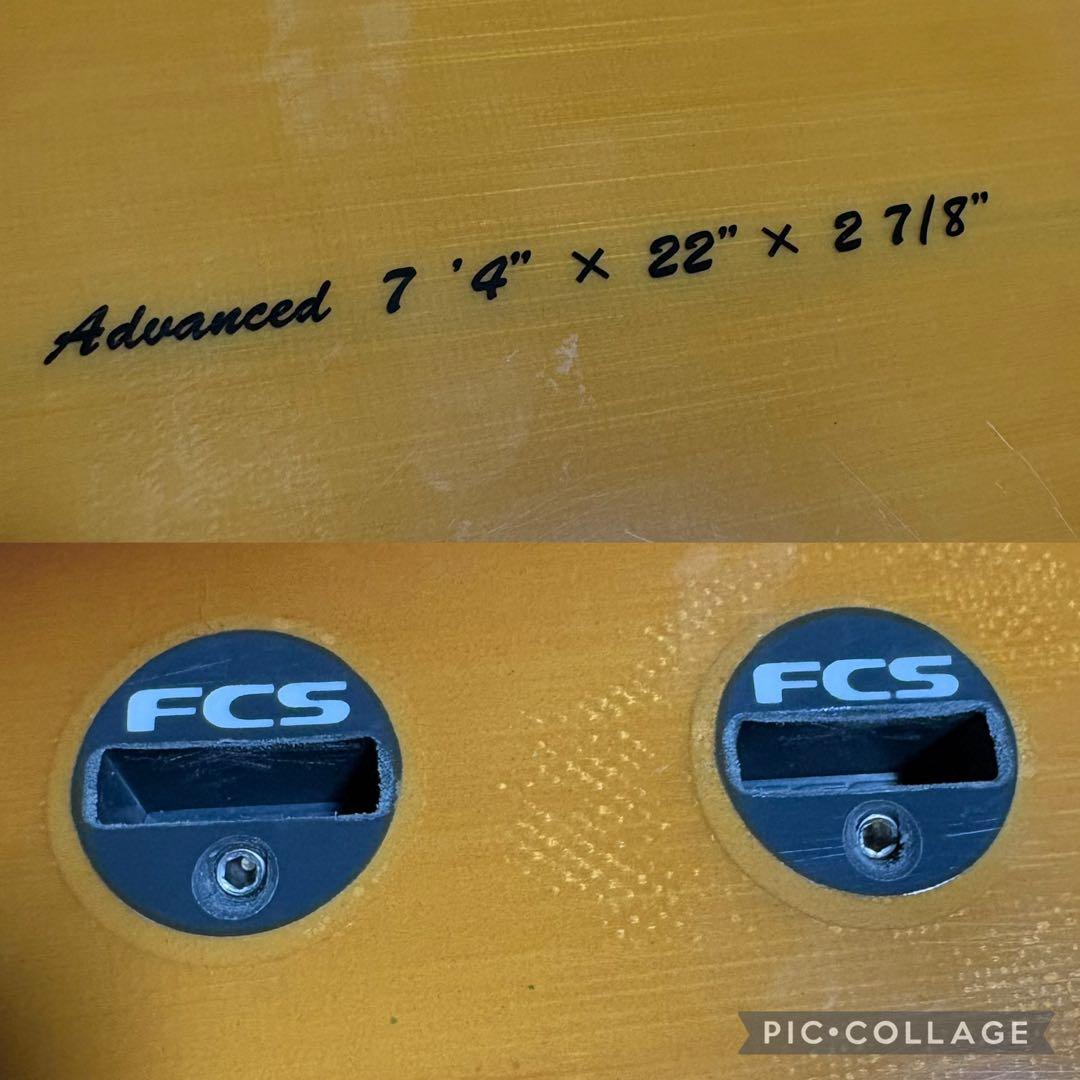 Advanced 7 '4" × 22" × 2 7/8"
FCS
FCS
PIC•COLLAGE